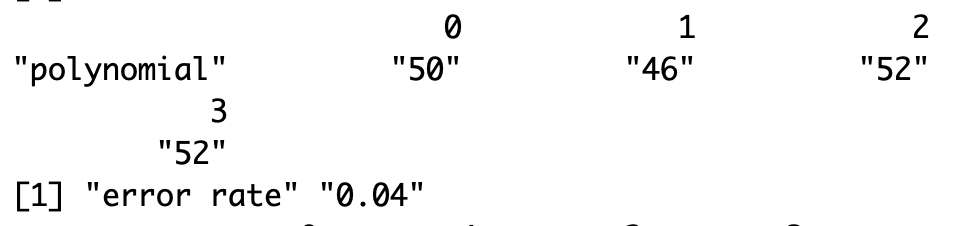 0 1 2
"polynomial" "50" "46" "52"
3
"52"
[1] "error rate" "0.04"